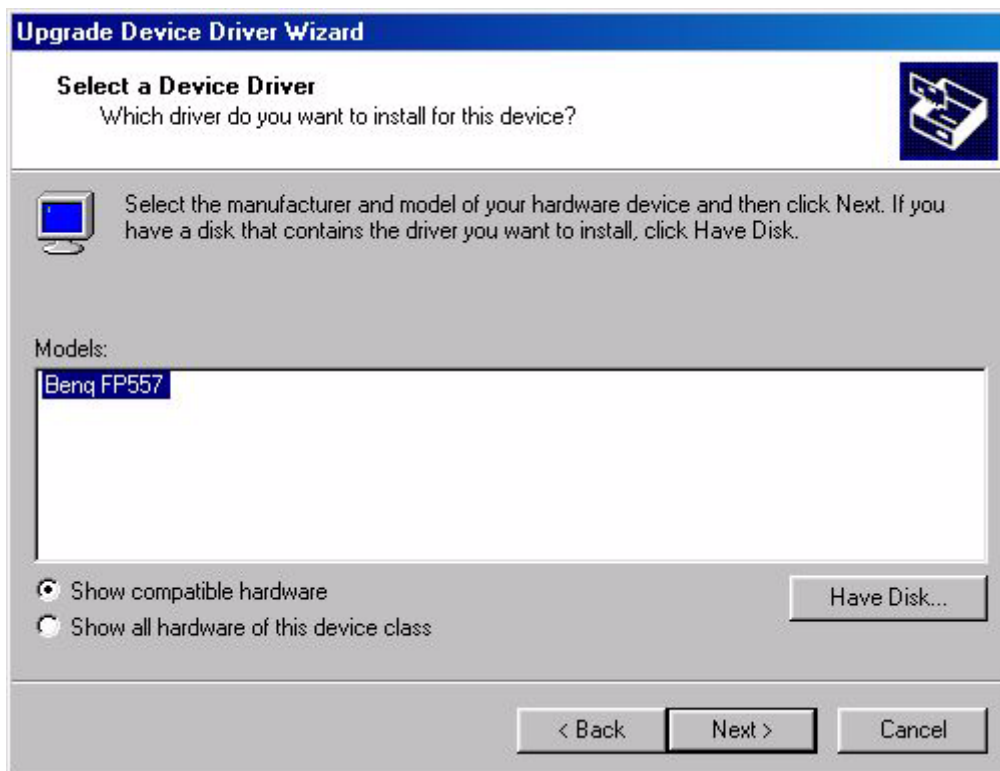 Upgrade Device Driver Wizard
Select a Device Driver
Which driver do you want to install for this device?
Select the manufacturer and model of your hardware device and then click Next. If you
have a disk that contains the driver you want to install, click Have Disk.
Models:
Benq FP557
Show compatible hardware
Show all hardware of this device class
Have Disk...
< Back
Next >
Cancel